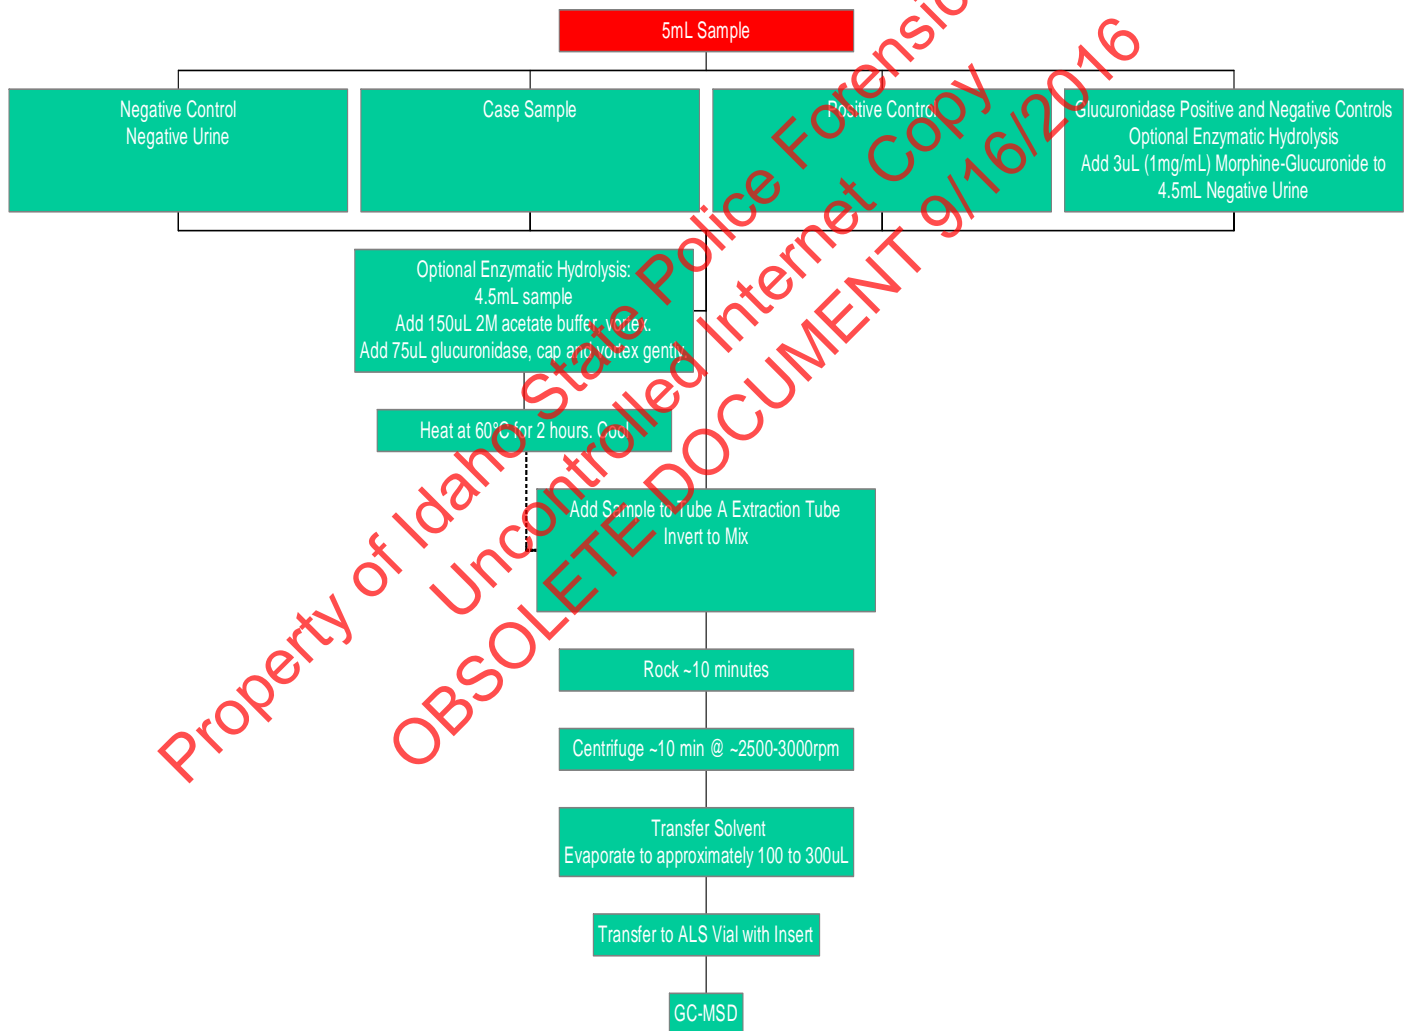 5mL Sample
Negative Control
Negative Urine
Case Sample
Positive Control
Glucuronidase Positive and Negative Controls
Optional Enzymatic Hydrolysis
Add 3uL (1mg/mL) Morphine-Glucuronide to
4.5mL Negative Urine
Optional Enzymatic Hydrolysis:
4.5mL sample
Add 150uL 2M acetate buffer, vortex.
Add 75uL glucuronidase, cap and vortex gently
Heat at 60°C for 2 hours. Cool
Add Sample to Tube A Extraction Tube
Invert to Mix
Rock ~10 minutes
Centrifuge ~10 min @ ~2500-3000rpm
Transfer Solvent
Evaporate to approximately 100 to 300uL
Transfer to ALS Vial with Insert
GC-MSD
Property of Idaho State Police Forensi
Uncontrolled Internet Copy
OBSOLETE DOCUMENT 9/16/2016